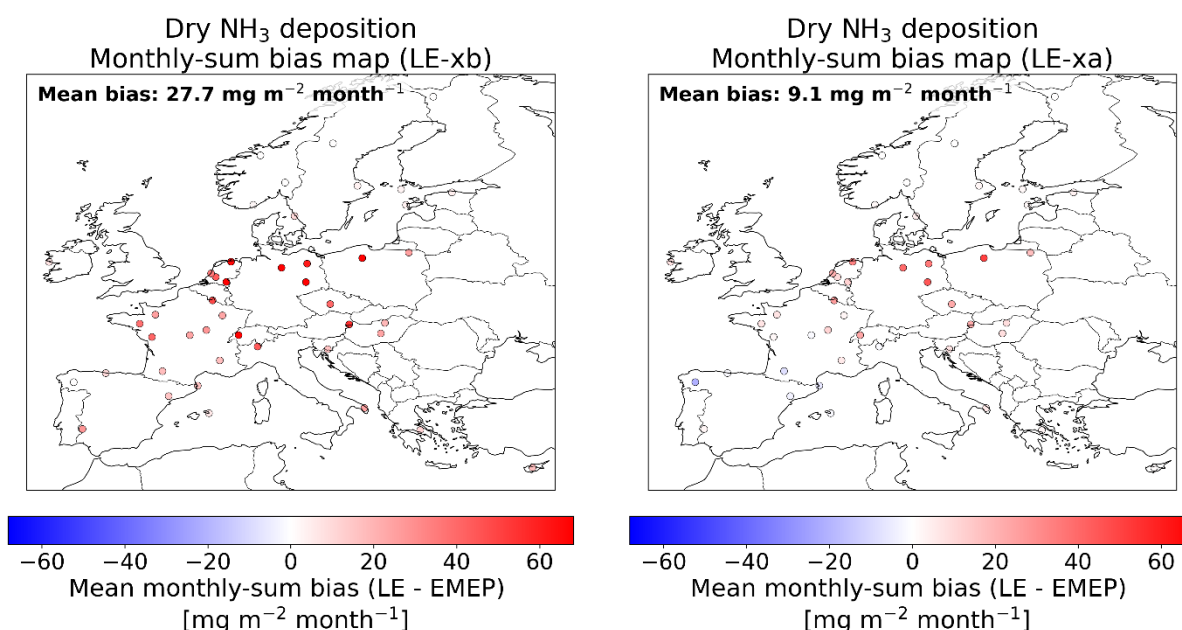 Dry NH₃ deposition
Monthly-sum bias map (LE-xb)
Mean bias: 27.7 mg m⁻² month⁻¹
−60 −40 −20 0 20 40 60
Mean monthly-sum bias (LE - EMEP)
[mg m⁻² month⁻¹]
Dry NH₃ deposition
Monthly-sum bias map (LE-xa)
Mean bias: 9.1 mg m⁻² month⁻¹
−60 −40 −20 0 20 40 60
Mean monthly-sum bias (LE - EMEP)
[mg m⁻² month⁻¹]